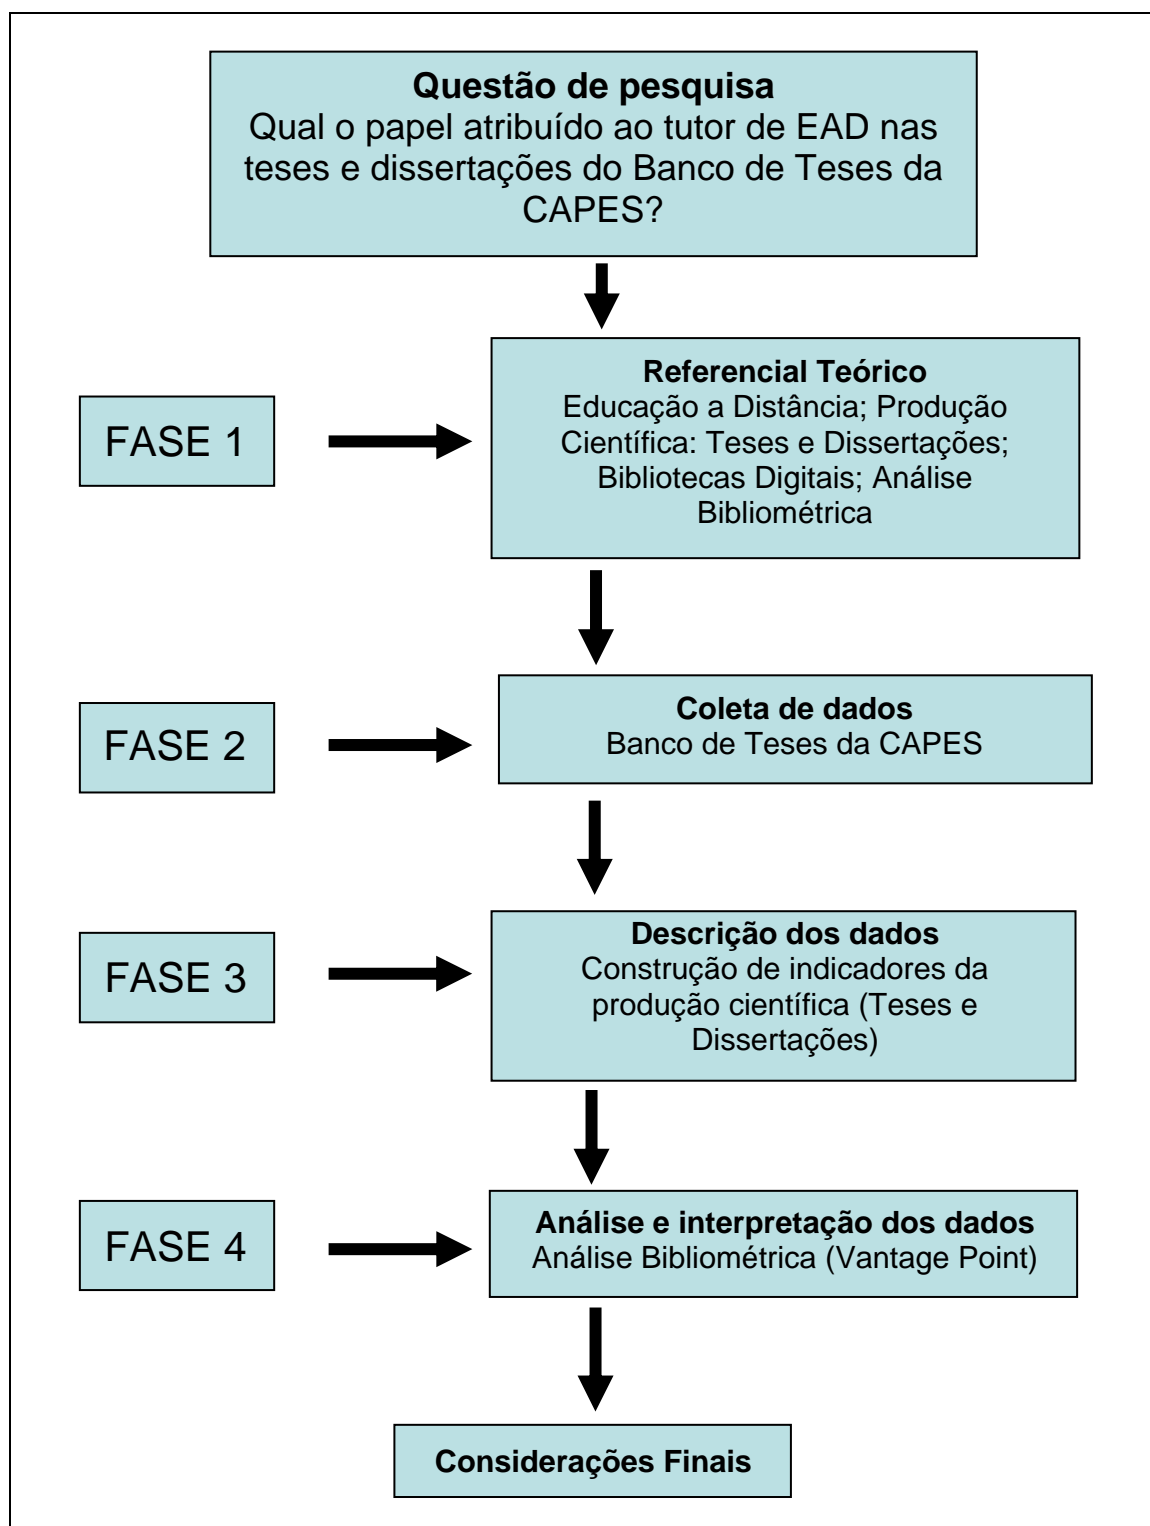 Questão de pesquisa
Qual o papel atribuído ao tutor de EAD nas
teses e dissertações do Banco de Teses da
CAPES?
FASE 1
Referencial Teórico
Educação a Distância; Produção
Científica: Teses e Dissertações;
Bibliotecas Digitais; Análise
Bibliométrica
FASE 2
Coleta de dados
Banco de Teses da CAPES
FASE 3
Descrição dos dados
Construção de indicadores da
produção científica (Teses e
Dissertações)
FASE 4
Análise e interpretação dos dados
Análise Bibliométrica (Vantage Point)
Considerações Finais